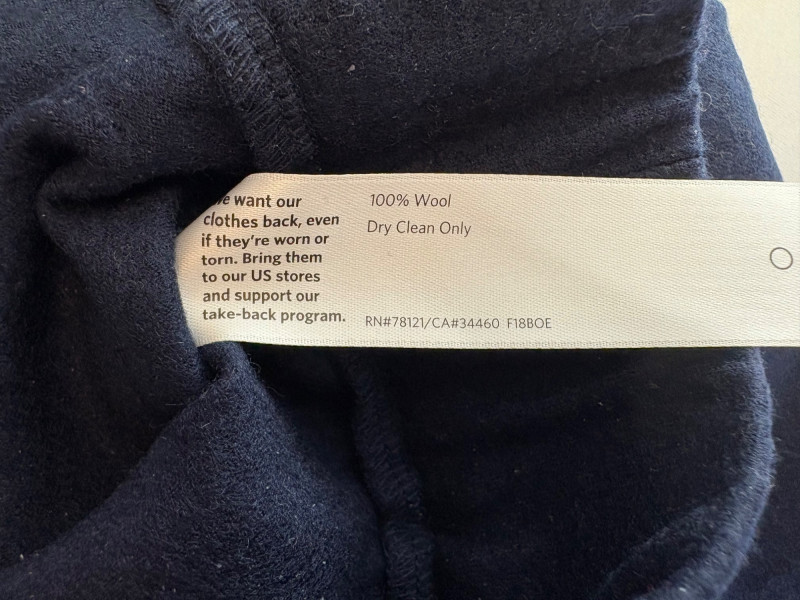 We want our
clothes back, even
if they're worn or
torn. Bring them
to our US stores
and support our
take-back program.
100% Wool
Dry Clean Only
RN#78121/CA#34460 F18BOE